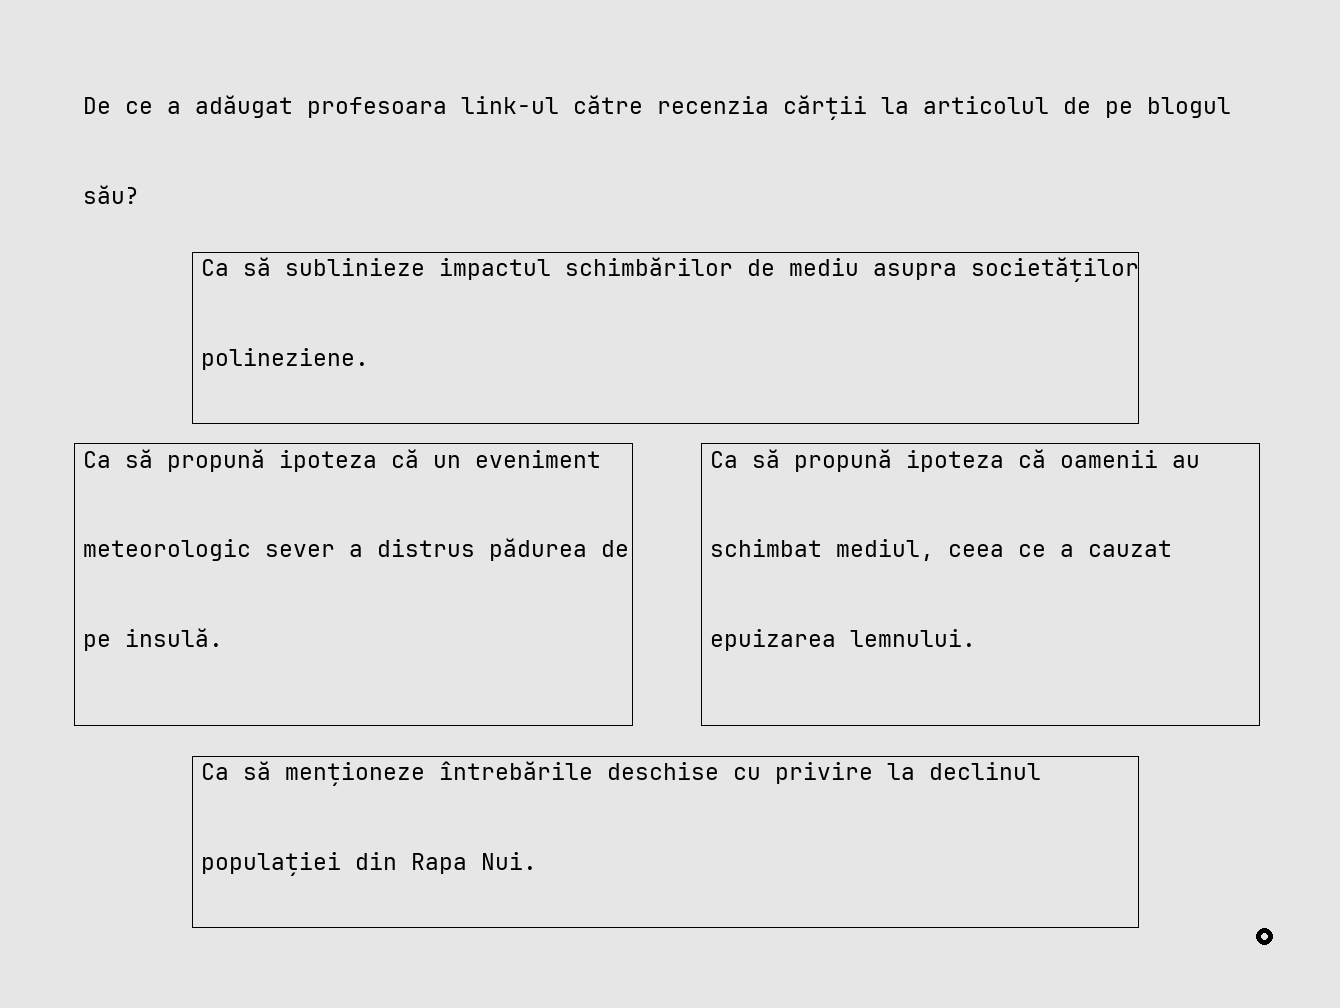 De ce a adăugat profesoara link-ul către recenzia cărții la articolul de pe blogul
său?
Ca să sublinieze impactul schimbărilor de mediu asupra societăților
polineziene.
Ca să propună ipoteza că un eveniment
meteorologic sever a distrus pădurea de
pe insulă.
Ca să propună ipoteza că oamenii au
schimbat mediul, ceea ce a cauzat
epuizarea lemnului.
Ca să menționeze întrebările deschise cu privire la declinul
populației din Rapa Nui.